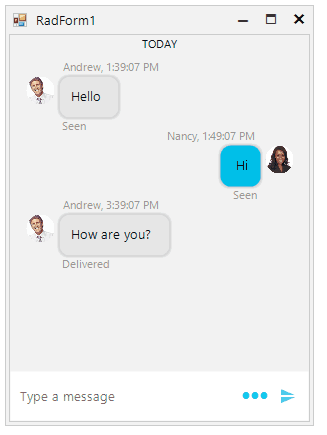 RadForm1
TODAY
Andrew, 1:39:07 PM
Hello
Seen
Nancy, 1:49:07 PM
Hi
Seen
Andrew, 3:39:07 PM
How are you?
Delivered
Type a message